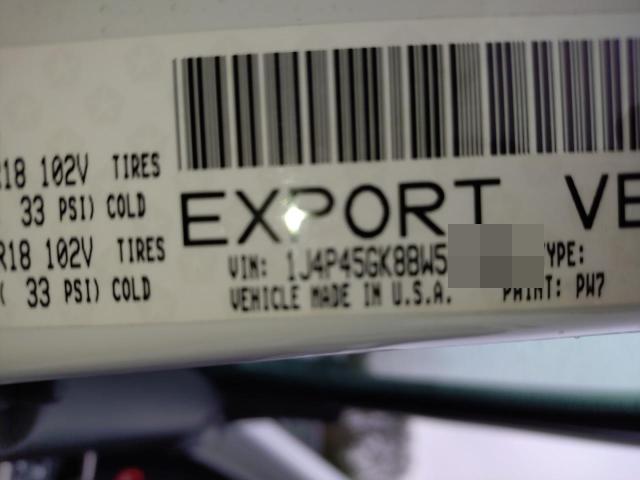 R18 102V TIRES
33 PSI) COLD
R18 102V TIRES
( 33 PSI) COLD
EXPORT VE
VIN: 1J4P45GK88W5
YPE:
VEHICLE MADE IN U.S.A.
PAINT: PW7